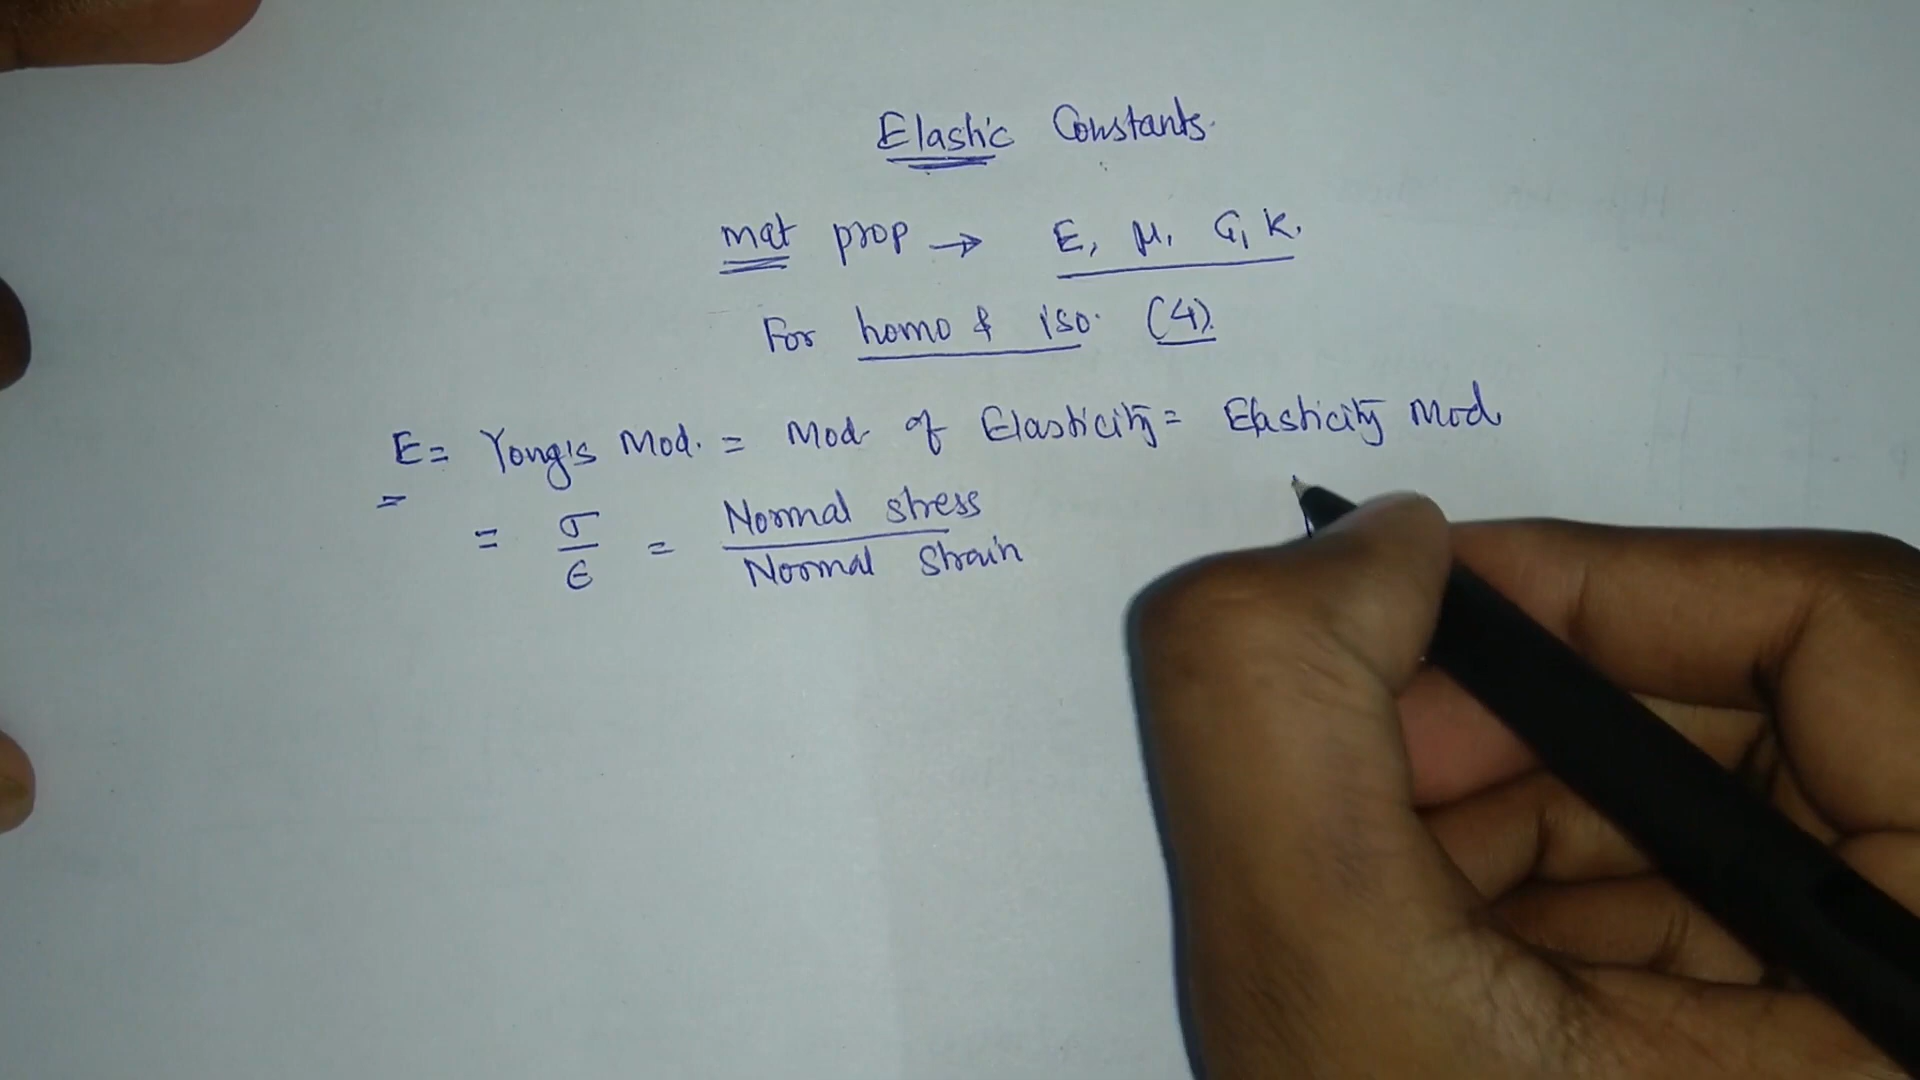 Elastic Constants.
mat prop → E, μ, G, K.
For homo & iso. (4).
E = Yong's Mod. = Mod of Elasticity = Elasticity Mod
= σ/ϵ = Normal stress / Normal Strain